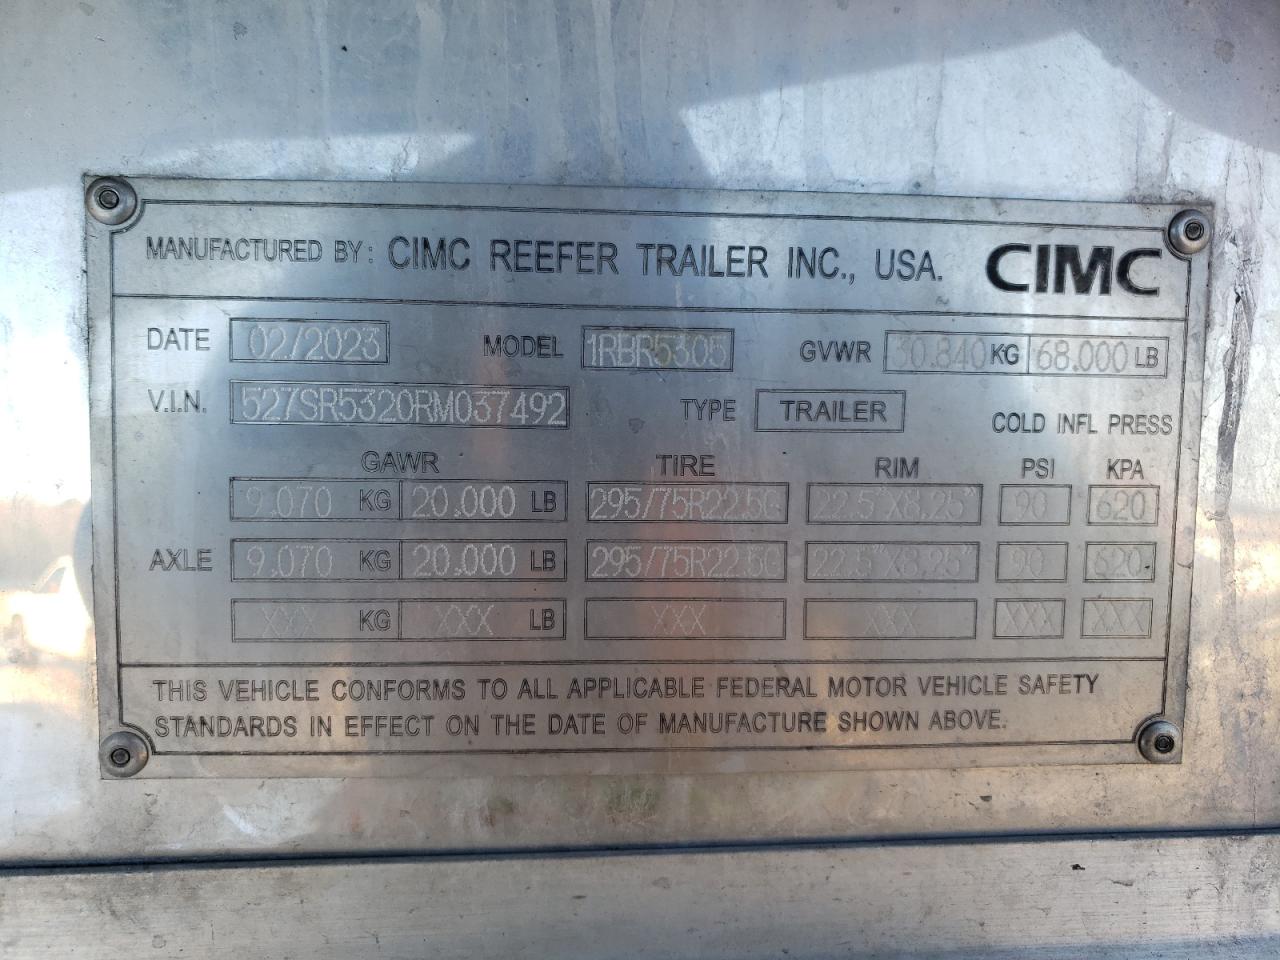 MANUFACTURED BY: CIMC REEFER TRAILER INC., USA. CIMC
DATE 02/2023 MODEL 1RBR5305 GVWR 30.840 KG 68.000 LB
V.I.N. 527SR5320RM037492 TYPE TRAILER COLD INFL PRESS
GAWR TIRE RIM PSI KPA
9.070 KG 20.000 LB 295/75R22.5G 22.5"X8.25" 90 620
AXLE 9.070 KG 20.000 LB 295/75R22.5G 22.5"X8.25" 90 620
XXX KG XXX LB XXX XX XXX XXX
THIS VEHICLE CONFORMS TO ALL APPLICABLE FEDERAL MOTOR VEHICLE SAFETY
STANDARDS IN EFFECT ON THE DATE OF MANUFACTURE SHOWN ABOVE.